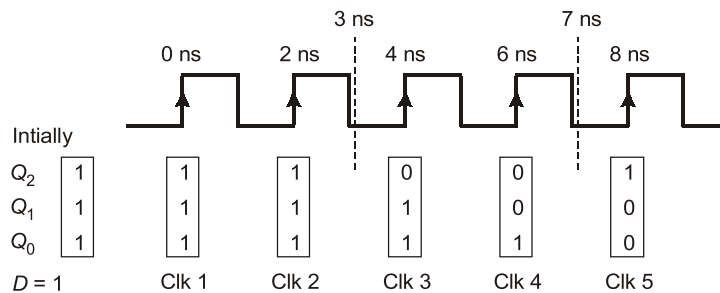 3 ns 7 ns
0 ns 2 ns 4 ns 6 ns 8 ns
Intially
Q2 1 1 1 0 0 1
Q1 1 1 1 1 0 0
Q0 1 1 1 1 1 0
D = 1 Clk 1 Clk 2 Clk 3 Clk 4 Clk 5